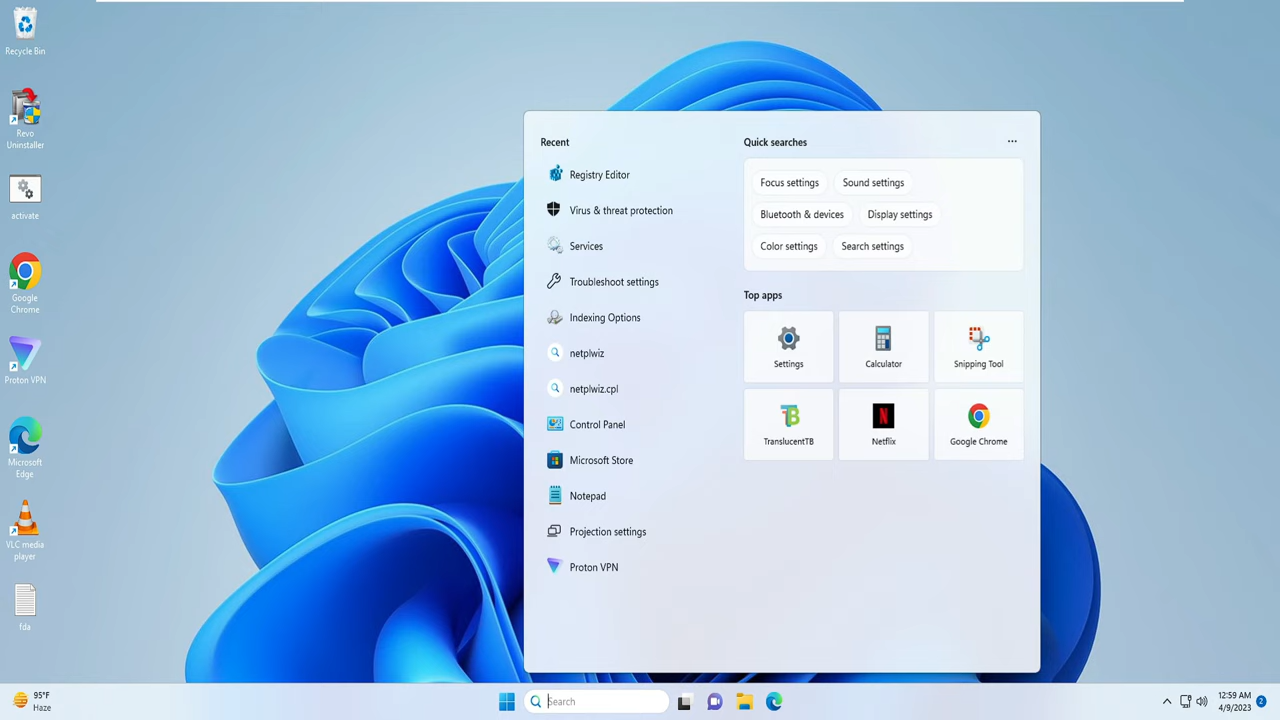 Recycle Bin
Revo
Uninstaller
activate
Google
Chrome
Proton VPN
Microsoft
Edge
VLC media
player
fda
Recent
Registry Editor
Virus & threat protection
Services
Troubleshoot settings
Indexing Options
netplwiz
netplwiz.cpl
Control Panel
Microsoft Store
Notepad
Projection settings
Proton VPN
Quick searches
Focus settings
Sound settings
Bluetooth & devices
Display settings
Color settings
Search settings
Top apps
Settings
Calculator
Snipping Tool
TranslucentTB
Netflix
Google Chrome
95°F
Haze
Search
12:59 AM
4/9/2023
2